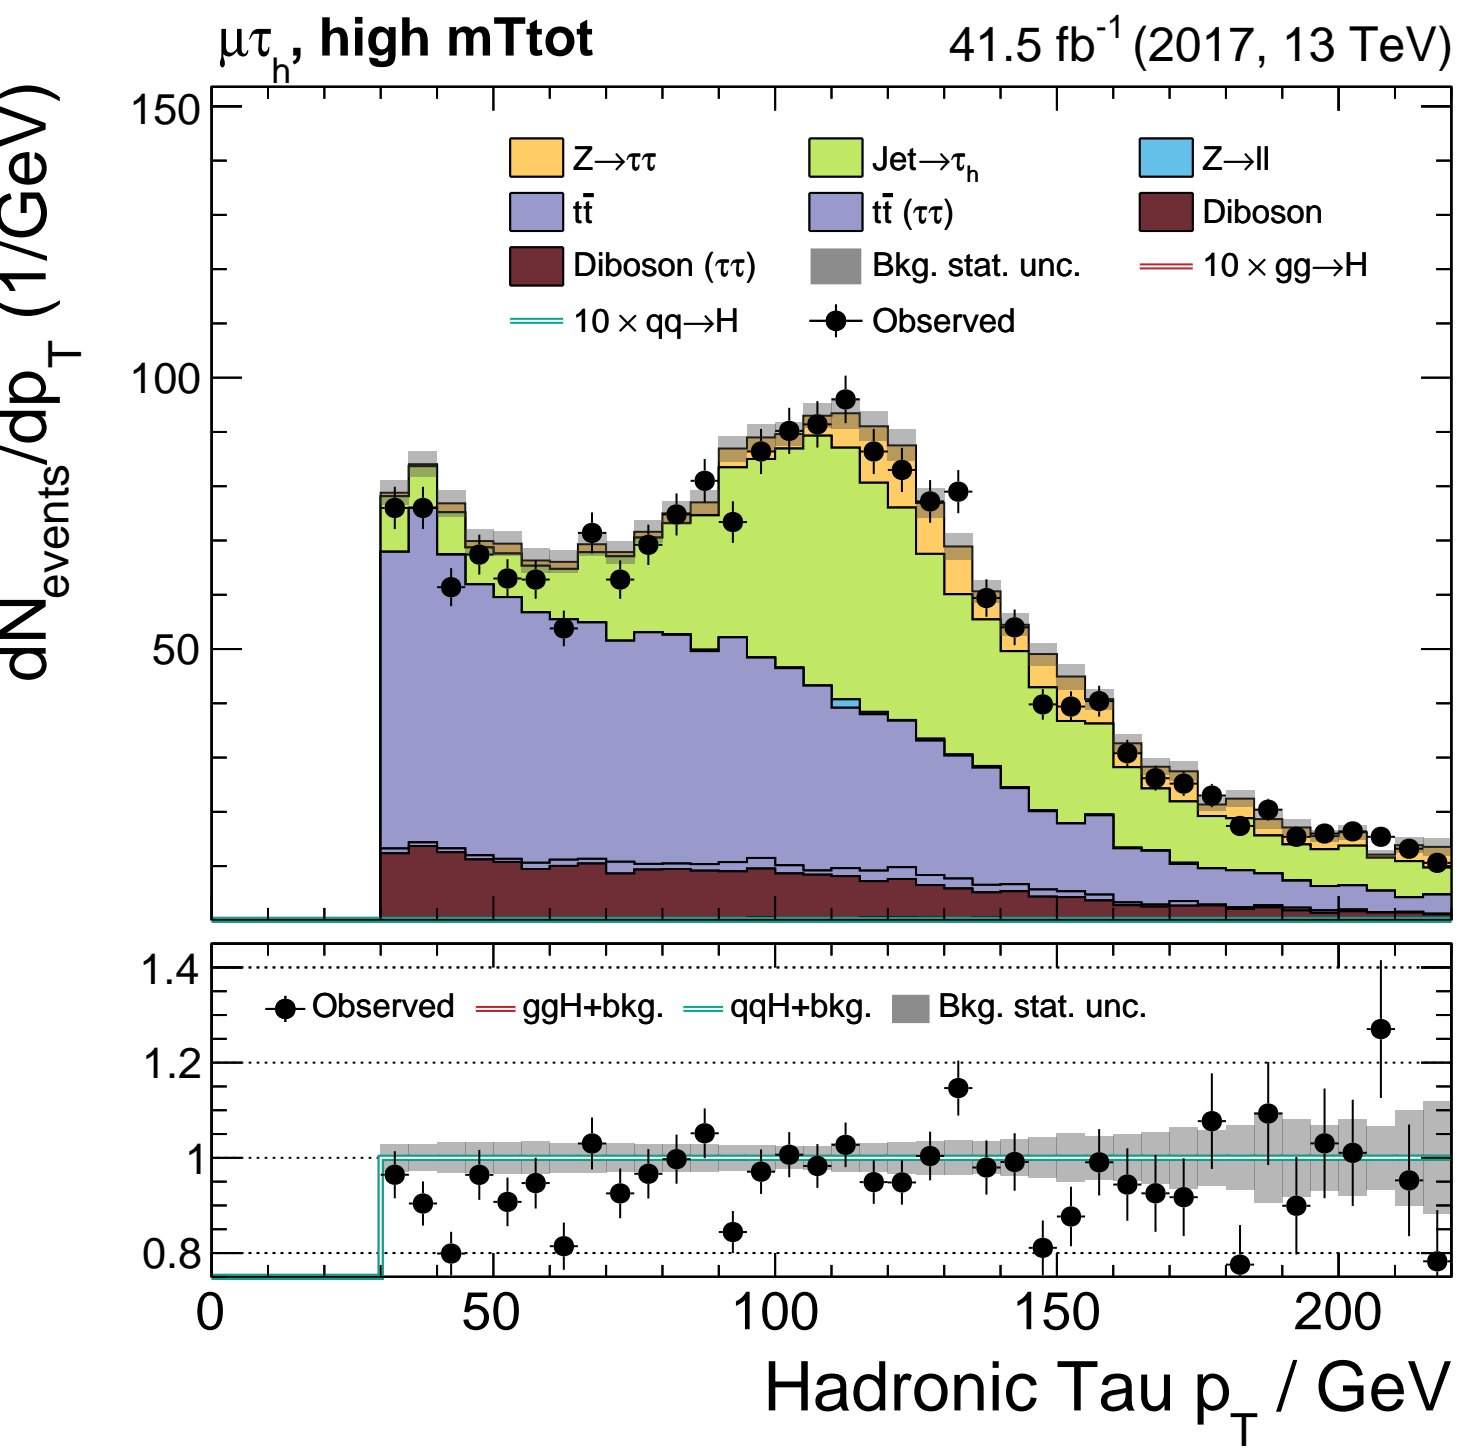 μτh, high mTtot
41.5 fb-1 (2017, 13 TeV)
dNevents/dpT (1/GeV)
150
100
50
Z→ττ
Jet→τh
Z→ll
tt̄
tt̄ (ττ)
Diboson
Diboson (ττ)
Bkg. stat. unc.
10 × gg→H
10 × qq→H
Observed
1.4
1.2
1
0.8
Observed
ggH+bkg.
qqH+bkg.
Bkg. stat. unc.
0
50
100
150
200
Hadronic Tau pT / GeV